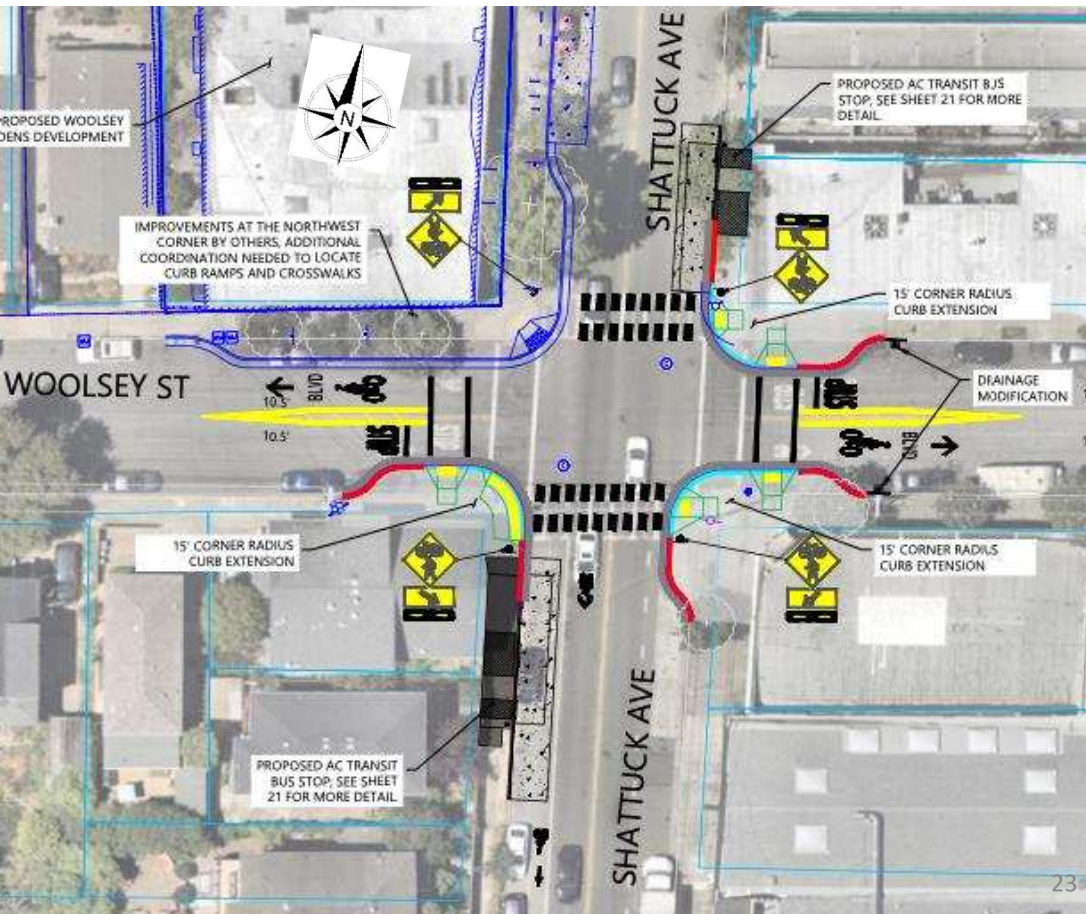 SHATTUCK AVE
PROPOSED AC TRANSIT BUS
STOP; SEE SHEET 21 FOR MORE
DETAIL.
PROPOSED WOOLSEY
DENS DEVELOPMENT
N
IMPROVEMENTS AT THE NORTHWEST
CORNER BY OTHERS, ADDITIONAL
COORDINATION NEEDED TO LOCATE
CURB RAMPS AND CROSSWALKS
15' CORNER RADIUS
CURB EXTENSION
WOOLSEY ST
BLVD
10.5'
10.5'
STOP
STOP
BLVD
DRAINAGE
MODIFICATION
15' CORNER RADIUS
CURB EXTENSION
15' CORNER RADIUS
CURB EXTENSION
PROPOSED AC TRANSIT
BUS STOP; SEE SHEET
21 FOR MORE DETAIL
SHATTUCK AVE
23